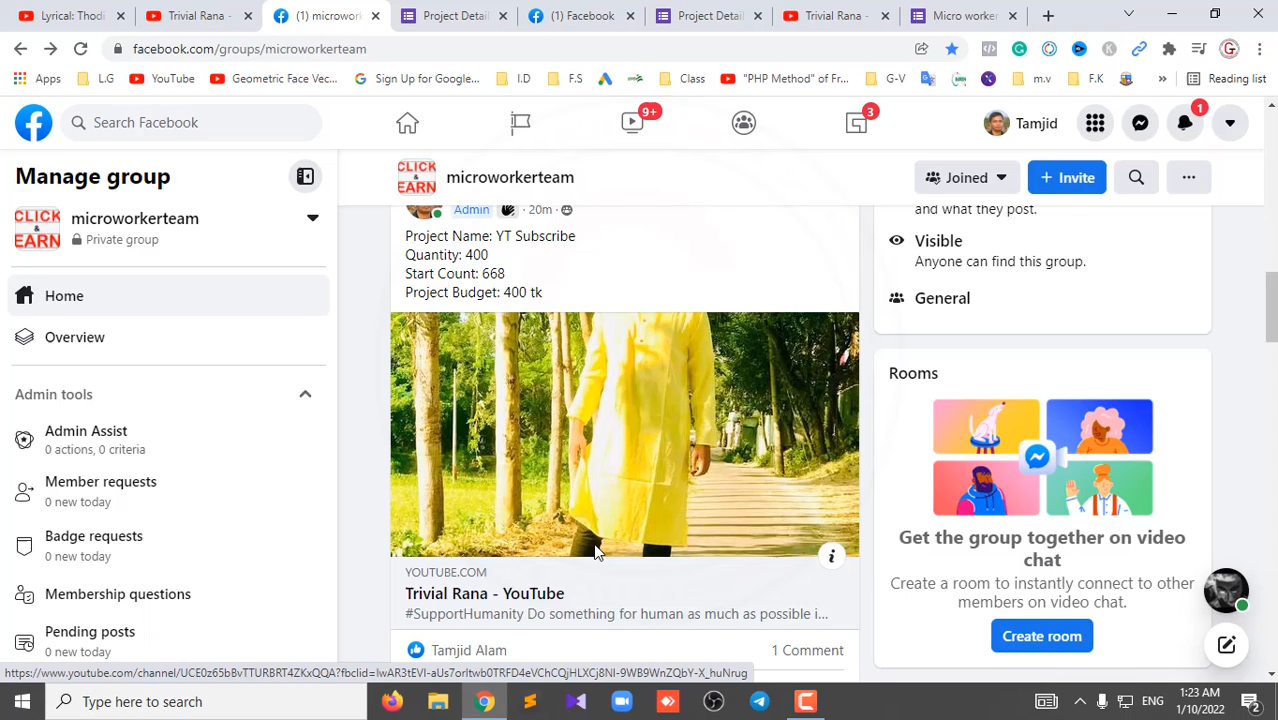 Lyrical: Thodi
Trivial Rana -
(1) microwork
Project Detail
(1) Facebook
Project Detail
Trivial Rana -
Micro worker
facebook.com/groups/microworkerteam
Apps
L.G
YouTube
Geometric Face Vec...
Sign Up for Google...
I.D
F.S
Class
"PHP Method" of Fr...
G-V
m.v
F.K
»
Reading list
Search Facebook
9+
3
Tamjid
1
Manage group
CLICK
&
EARN
microworkerteam
Private group
Home
Overview
Admin tools
Admin Assist
0 actions, 0 criteria
Member requests
0 new today
Badge requests
0 new today
Membership questions
Pending posts
0 new today
CLICK
&
EARN
microworkerteam
Joined
+ Invite
Admin · 20m ·
Project Name: YT Subscribe
Quantity: 400
Start Count: 668
Project Budget: 400 tk
YOUTUBE.COM
Trivial Rana - YouTube
#SupportHumanity Do something for human as much as possible i...
Tamjid Alam
1 Comment
and what they post.
Visible
Anyone can find this group.
General
Rooms
Get the group together on video
chat
Create a room to instantly connect to other
members on video chat.
Create room
Type here to search
ENG
1:23 AM
1/10/2022
2